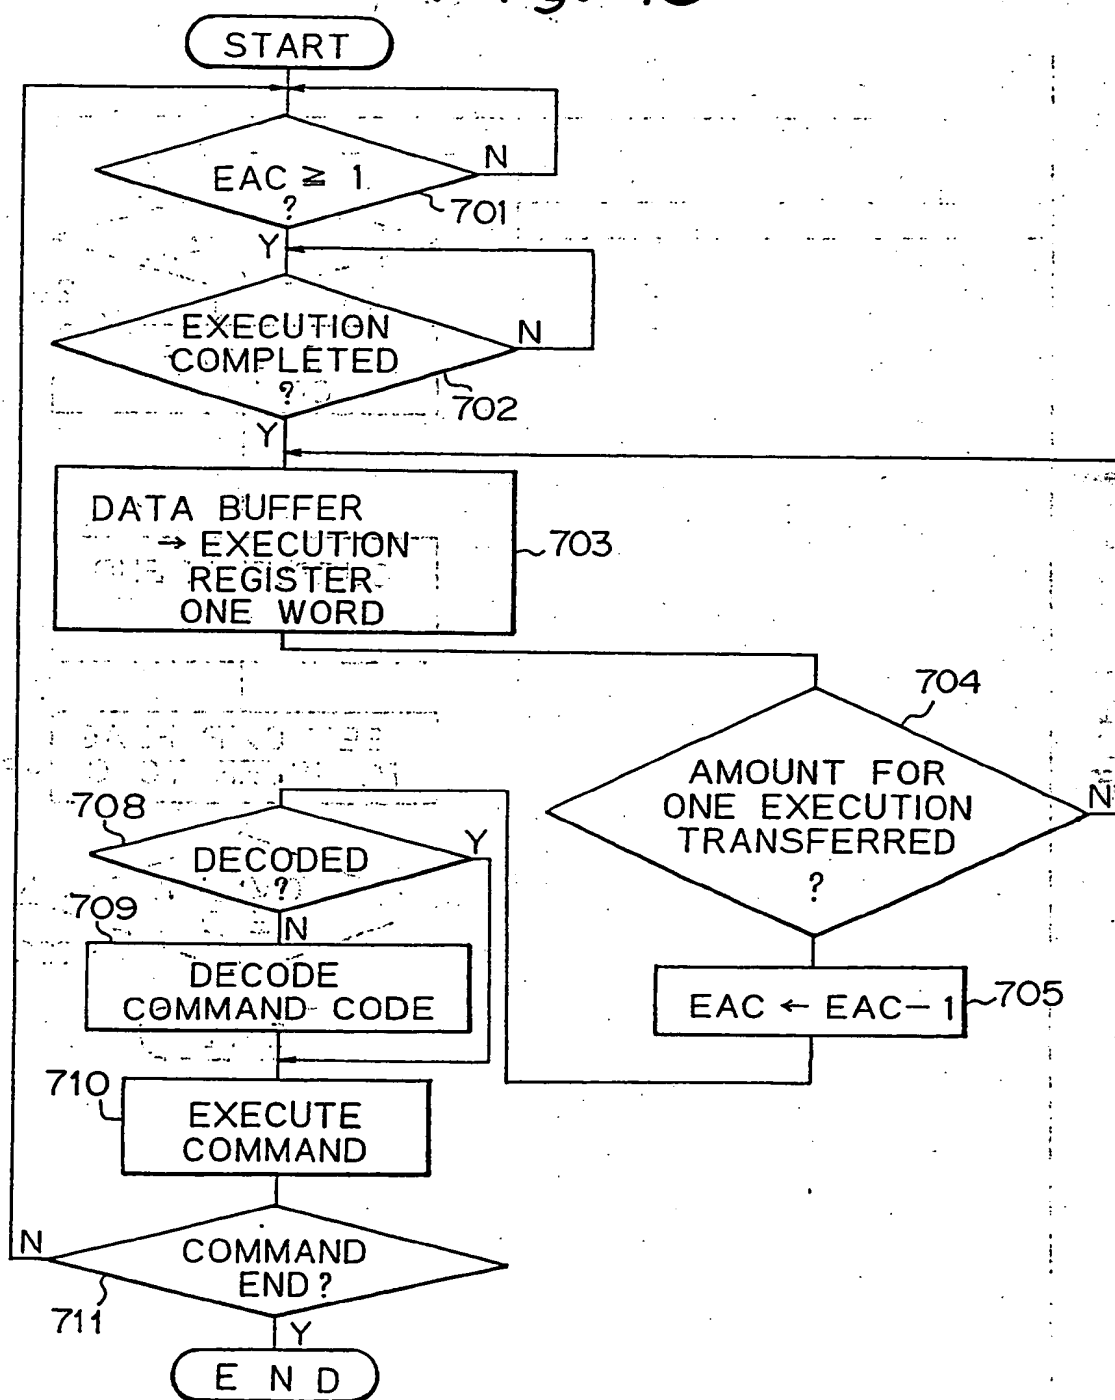 START
EAC ≧ 1
?
N
701
Y
EXECUTION
COMPLETED
?
N
702
Y
DATA BUFFER
→ EXECUTION
REGISTER
ONE WORD
703
704
AMOUNT FOR
ONE EXECUTION
TRANSFERRED
?
N
EAC ← EAC-1
705
708
DECODED
?
Y
N
709
DECODE
COMMAND CODE
710
EXECUTE
COMMAND
COMMAND
END?
N
711
Y
END